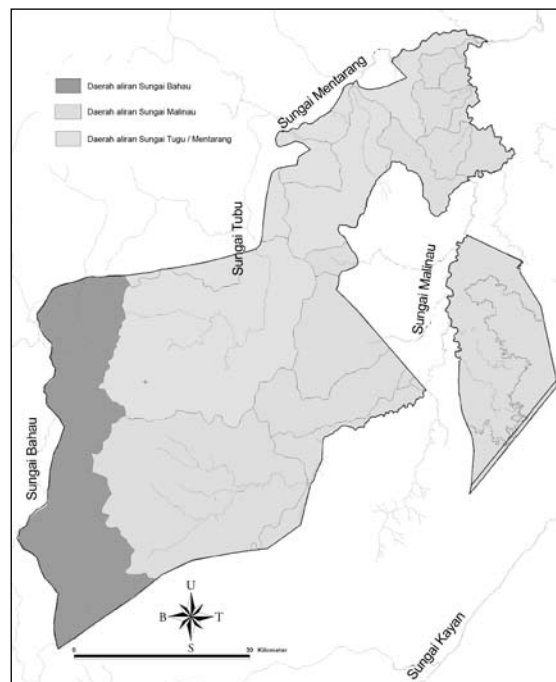 Daerah aliran Sungai Bahau
Daerah aliran Sungai Malinau
Daerah aliran Sungai Tugu / Mentarang
Sungai Mentarang
Sungai Tubu
Sungai Malinau
Sungai Bahau
Sungai Kayan
U
B T
S
0 30 Kilometer